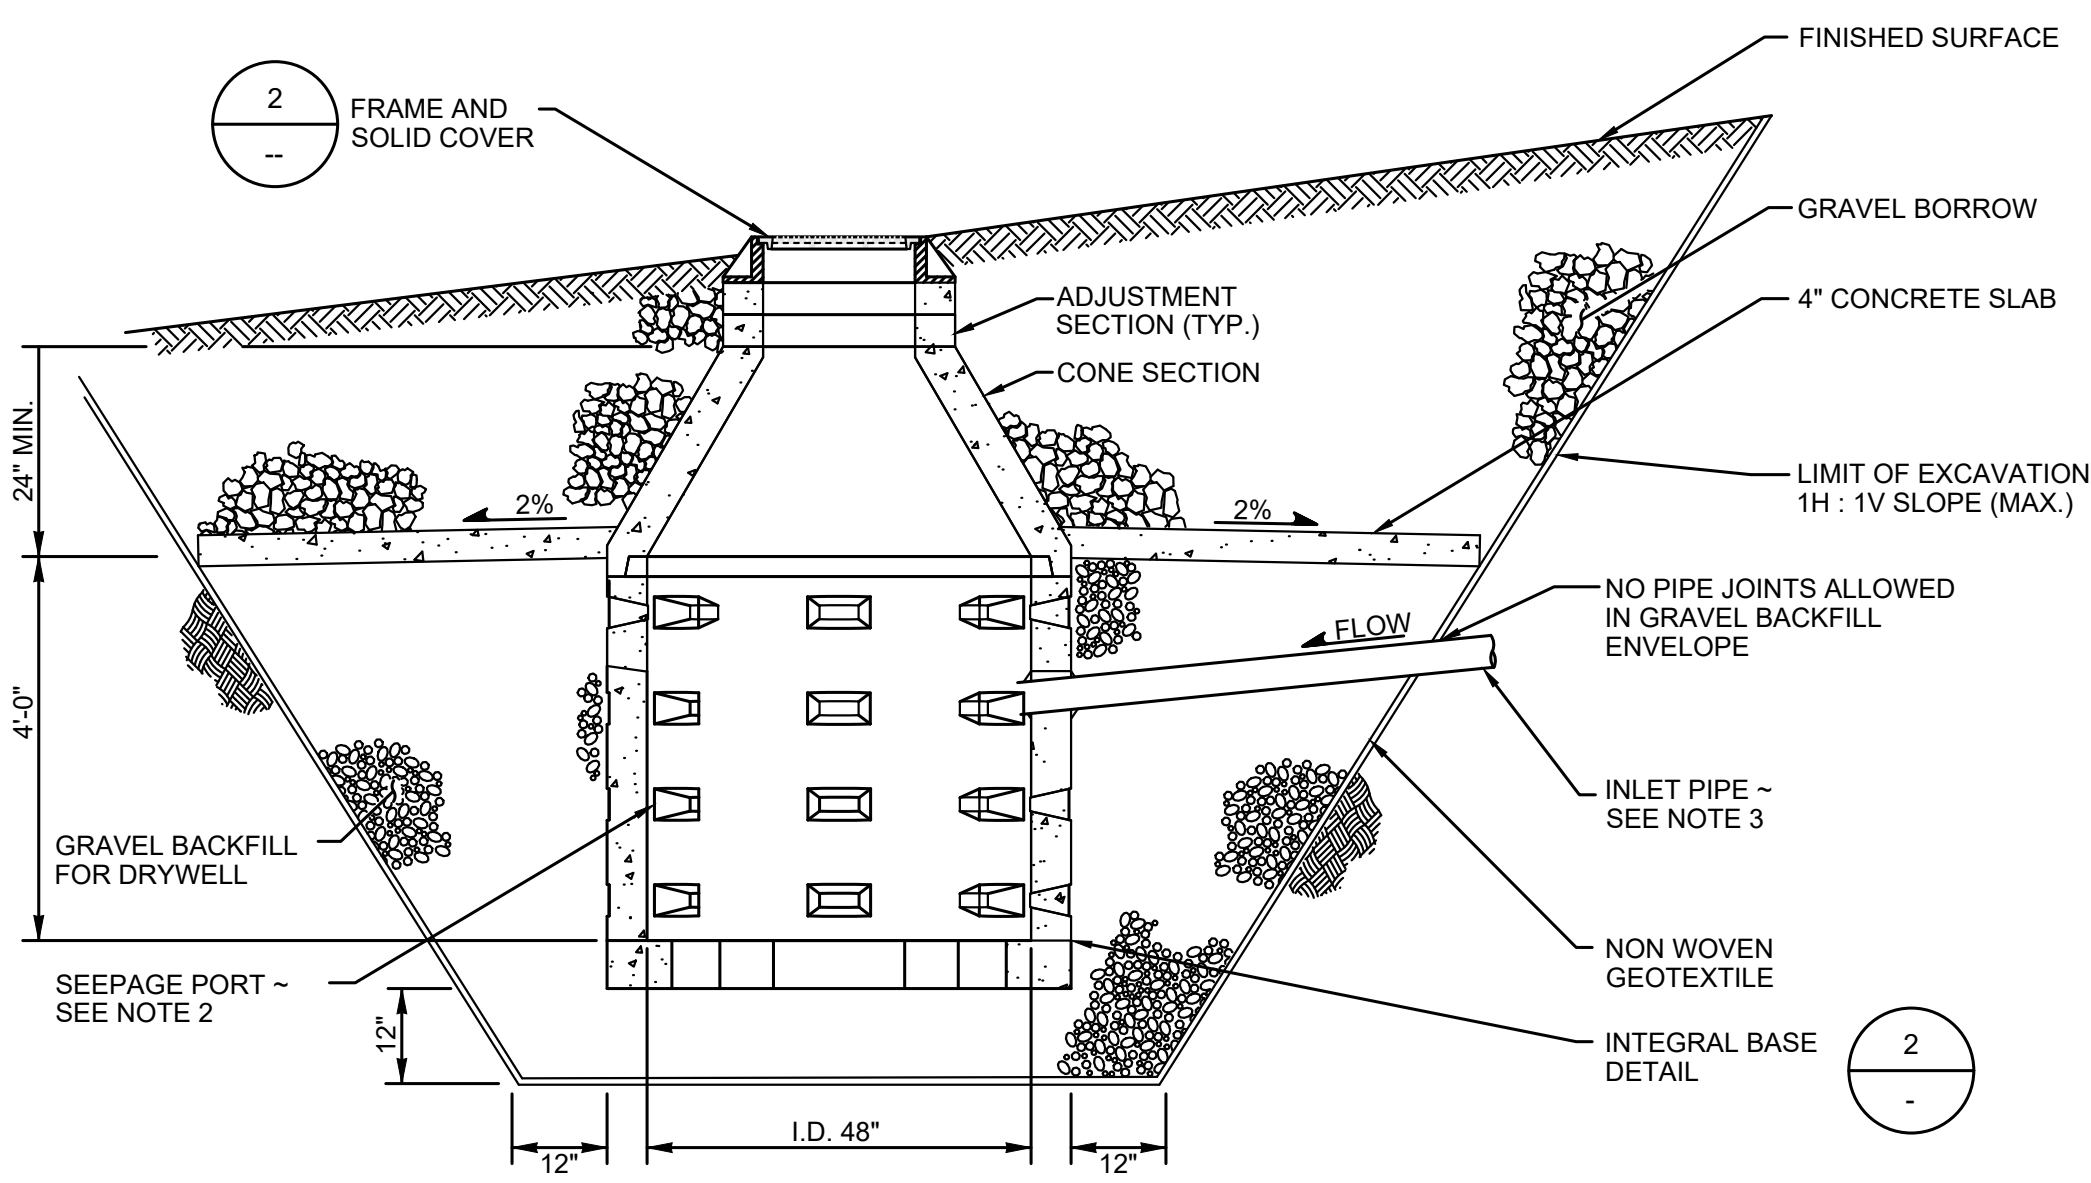 FINISHED SURFACE
2
--
FRAME AND
SOLID COVER
GRAVEL BORROW
4" CONCRETE SLAB
ADJUSTMENT
SECTION (TYP.)
CONE SECTION
24" MIN.
LIMIT OF EXCAVATION
1H : 1V SLOPE (MAX.)
2%
2%
NO PIPE JOINTS ALLOWED
IN GRAVEL BACKFILL
ENVELOPE
FLOW
4'-0"
INLET PIPE ~
SEE NOTE 3
GRAVEL BACKFILL
FOR DRYWELL
NON WOVEN
GEOTEXTILE
SEEPAGE PORT ~
SEE NOTE 2
12"
INTEGRAL BASE
DETAIL
2
-
I.D. 48"
12"
12"